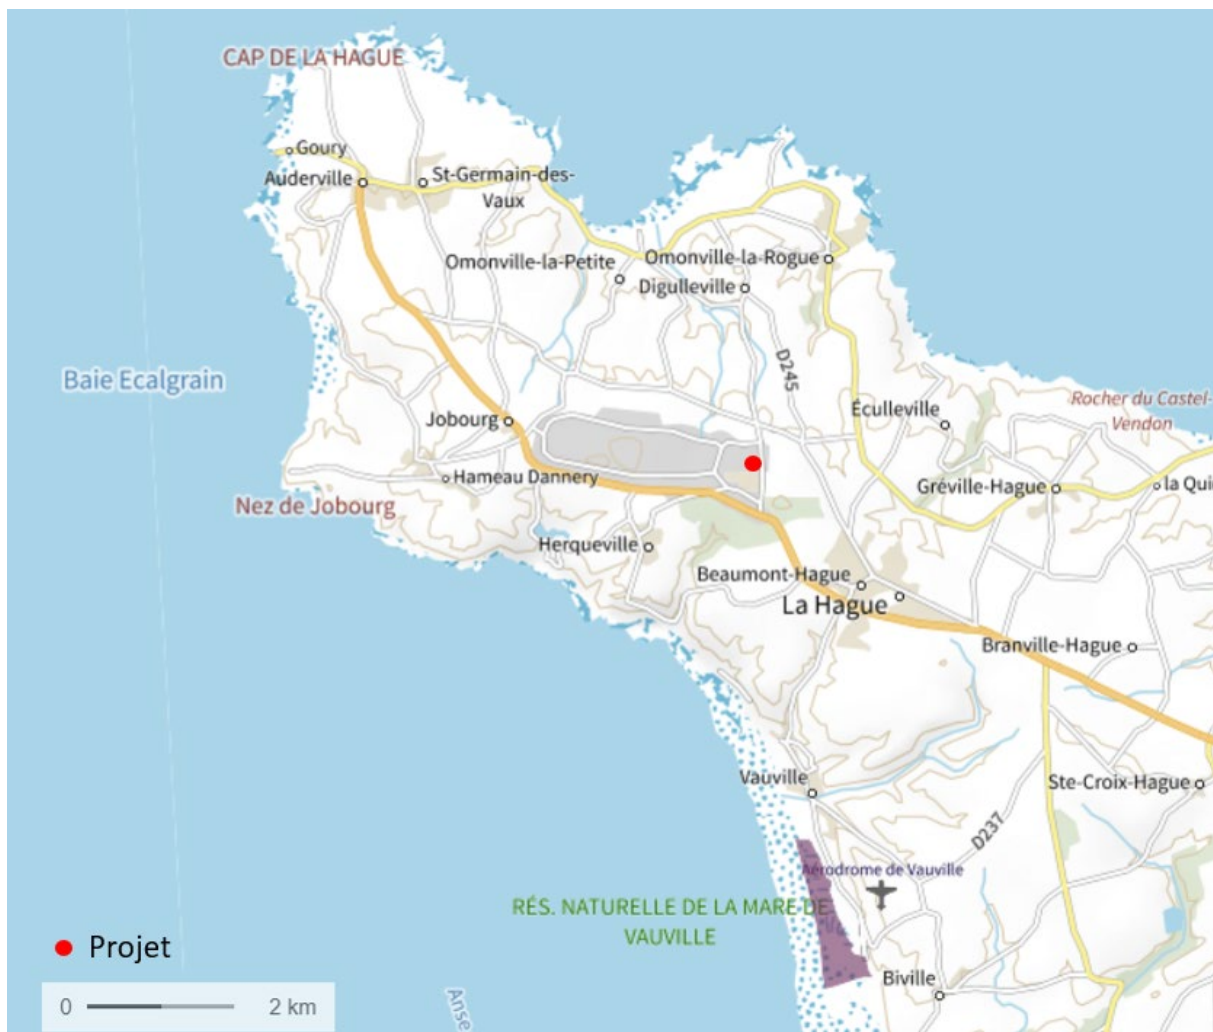 CAP DE LA HAGUE
Goury
Auderville
St-Germain-des-
Vaux
Omonville-la-Petite
Omonville-la-Rogue
Digulleville
D245
Baie Ecalgrain
Éculleville
Rocher du Castel-
Vendon
Jobourg
Hameau Dannery
Gréville-Hague
la Qui
Nez de Jobourg
Herqueville
Beaumont-Hague
La Hague
Branville-Hague
Vauville
Ste-Croix-Hague
D237
Aérodrome de Vauville
RÉS. NATURELLE DE LA MARE DE
VAUVILLE
Projet
Biville
0 2 km
Anse